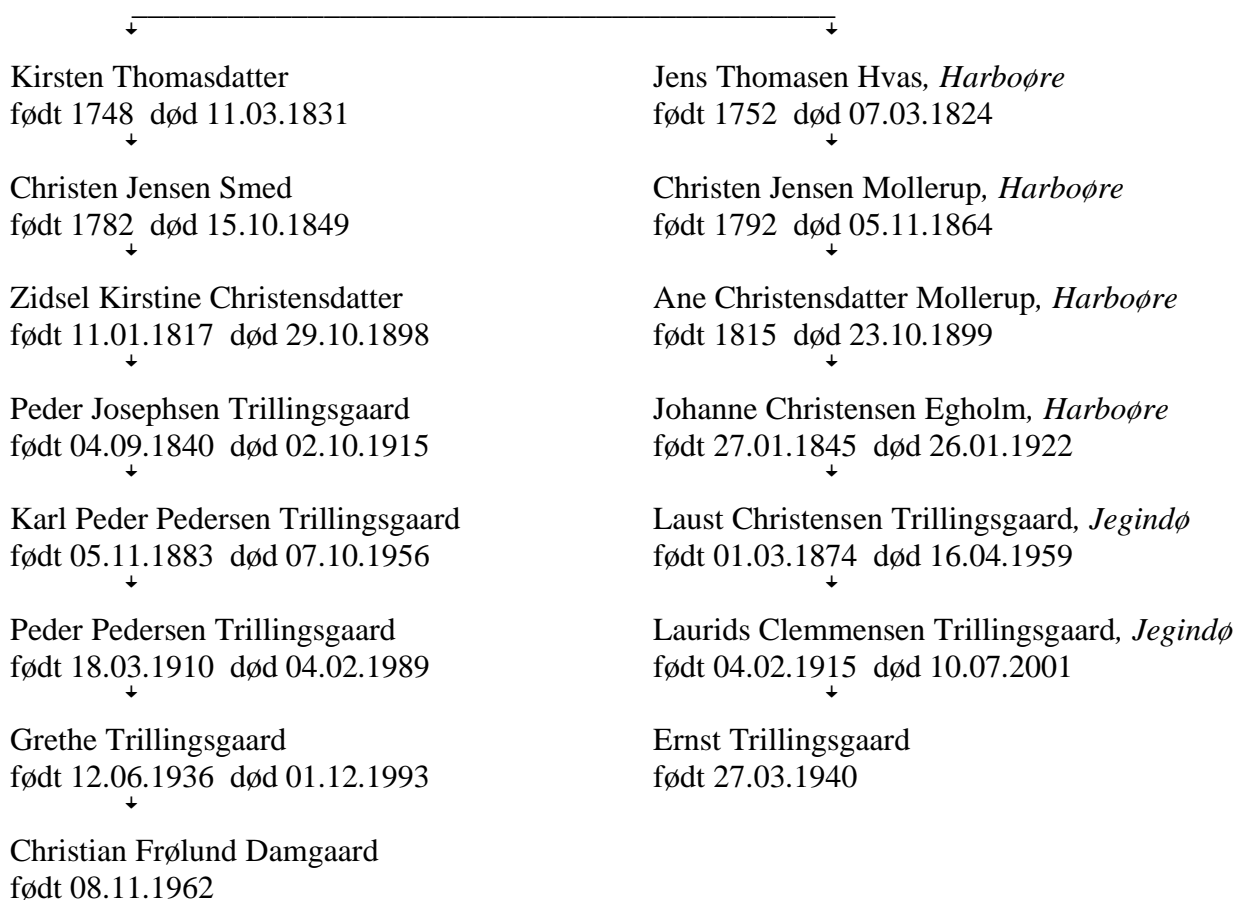 Kirsten Thomasdatter
født 1748 død 11.03.1831
Christen Jensen Smed
født 1782 død 15.10.1849
Zidsel Kirstine Christensdatter
født 11.01.1817 død 29.10.1898
Peder Josephsen Trillingsgaard
født 04.09.1840 død 02.10.1915
Karl Peder Pedersen Trillingsgaard
født 05.11.1883 død 07.10.1956
Peder Pedersen Trillingsgaard
født 18.03.1910 død 04.02.1989
Grethe Trillingsgaard
født 12.06.1936 død 01.12.1993
Christian Frølund Damgaard
født 08.11.1962
Jens Thomasen Hvas, Harboøre
født 1752 død 07.03.1824
Christen Jensen Mollerup, Harboøre
født 1792 død 05.11.1864
Ane Christensdatter Mollerup, Harboøre
født 1815 død 23.10.1899
Johanne Christensen Egholm, Harboøre
født 27.01.1845 død 26.01.1922
Laust Christensen Trillingsgaard, Jegindø
født 01.03.1874 død 16.04.1959
Laurids Clemmensen Trillingsgaard, Jegindø
født 04.02.1915 død 10.07.2001
Ernst Trillingsgaard
født 27.03.1940